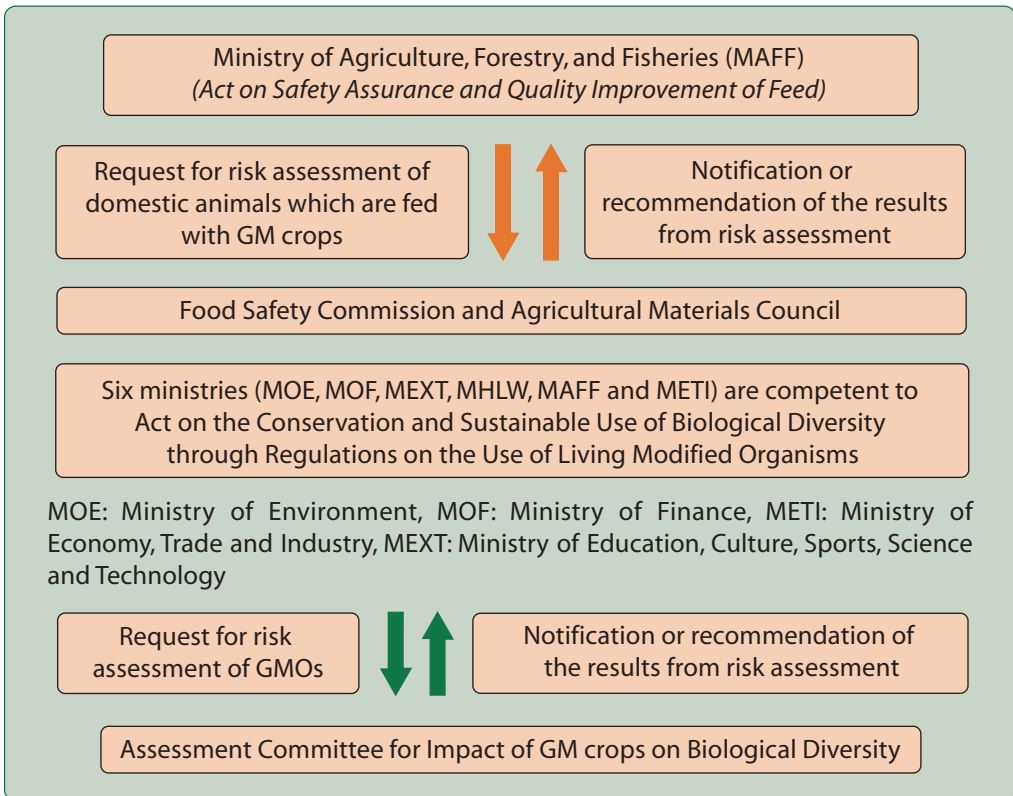 Ministry of Agriculture, Forestry, and Fisheries (MAFF)
(Act on Safety Assurance and Quality Improvement of Feed)
Request for risk assessment of
domestic animals which are fed
with GM crops
Notification or
recommendation of the results
from risk assessment
Food Safety Commission and Agricultural Materials Council
Six ministries (MOE, MOF, MEXT, MHLW, MAFF and METI) are competent to
Act on the Conservation and Sustainable Use of Biological Diversity
through Regulations on the Use of Living Modified Organisms
MOE: Ministry of Environment, MOF: Ministry of Finance, METI: Ministry of
Economy, Trade and Industry, MEXT: Ministry of Education, Culture, Sports, Science
and Technology
Request for risk
assessment of GMOs
Notification or recommendation of
the results from risk assessment
Assessment Committee for Impact of GM crops on Biological Diversity